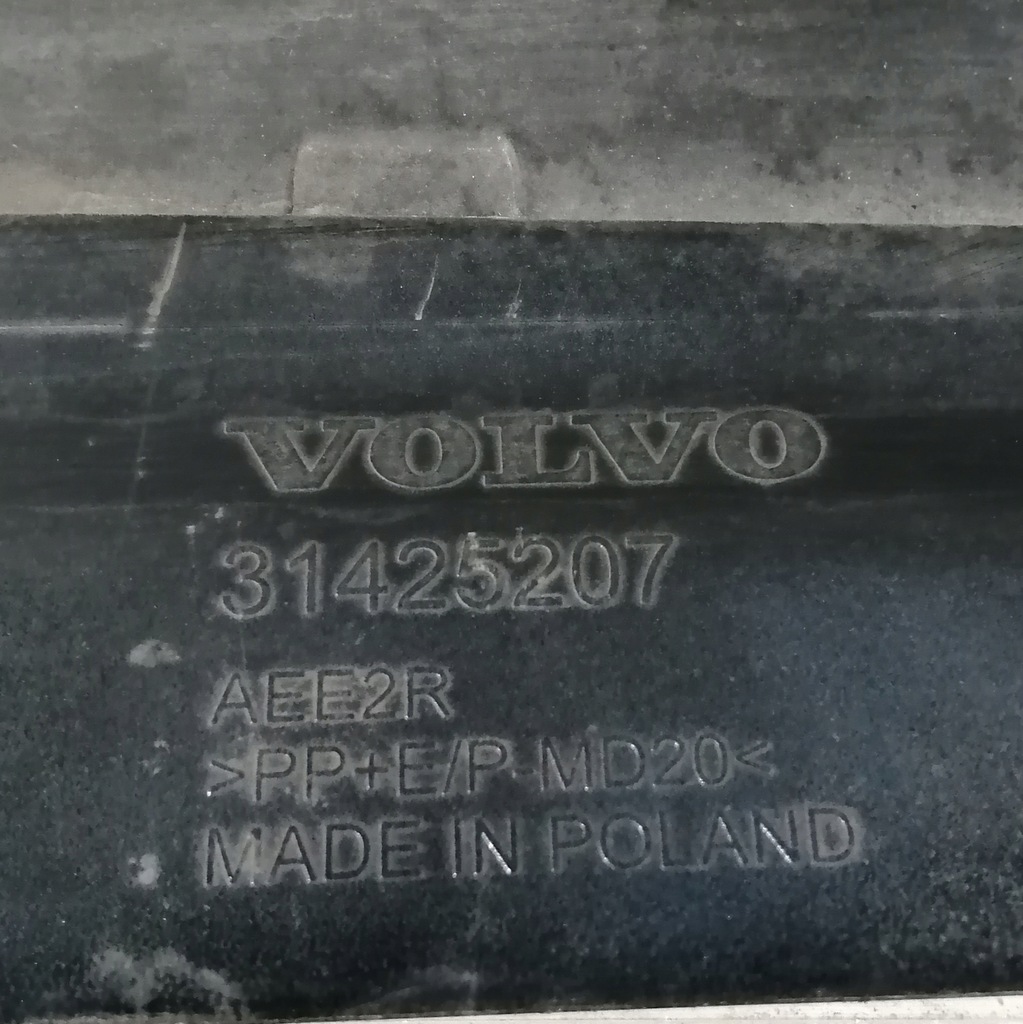 VOLVO
31425207
AEE2R
>PP+E/P-MD20<
MADE IN POLAND